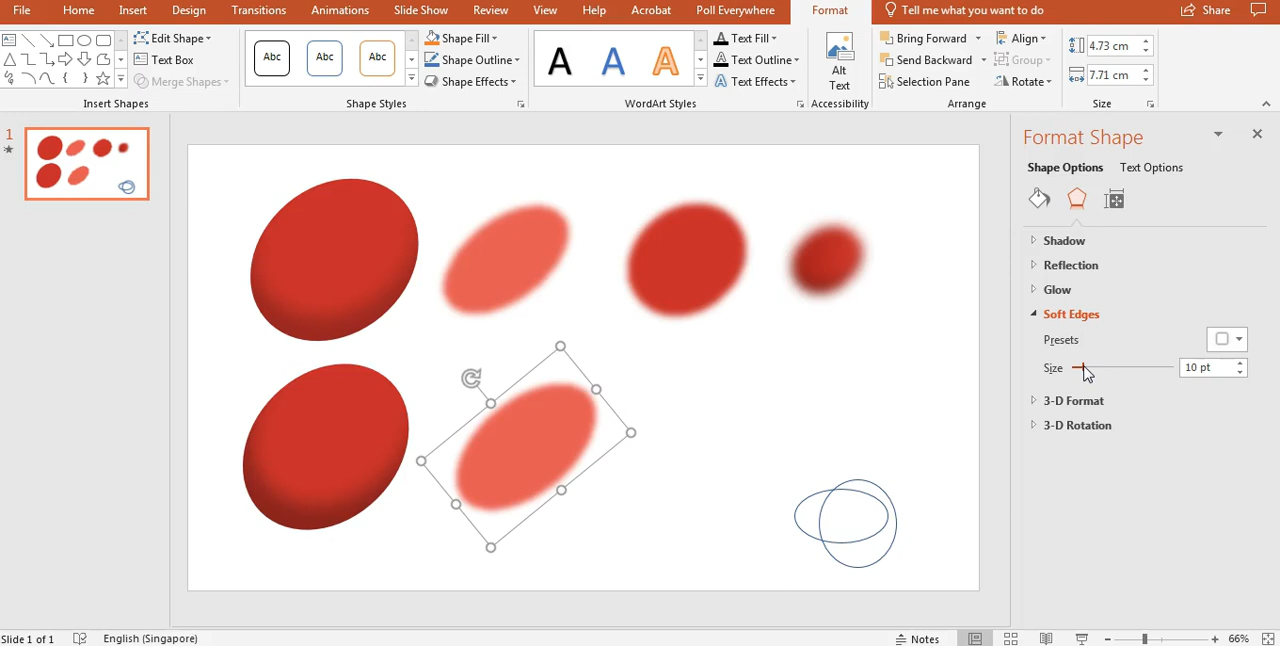 File Home Insert Design Transitions Animations Slide Show Review View Help Acrobat Poll Everywhere Format Tell me what you want to do Share
Edit Shape
Text Box
Merge Shapes
Insert Shapes
Abc Abc Abc
Shape Fill
Shape Outline
Shape Effects
Shape Styles
A A A
Text Fill
Text Outline
Text Effects
WordArt Styles
Alt
Text
Accessibility
Bring Forward
Send Backward
Selection Pane
Align
Group
Rotate
Arrange
4.73 cm
7.71 cm
Size
1
Format Shape
Shape Options Text Options
Shadow
Reflection
Glow
Soft Edges
Presets
Size 10 pt
3-D Format
3-D Rotation
Slide 1 of 1 English (Singapore) Notes 66%